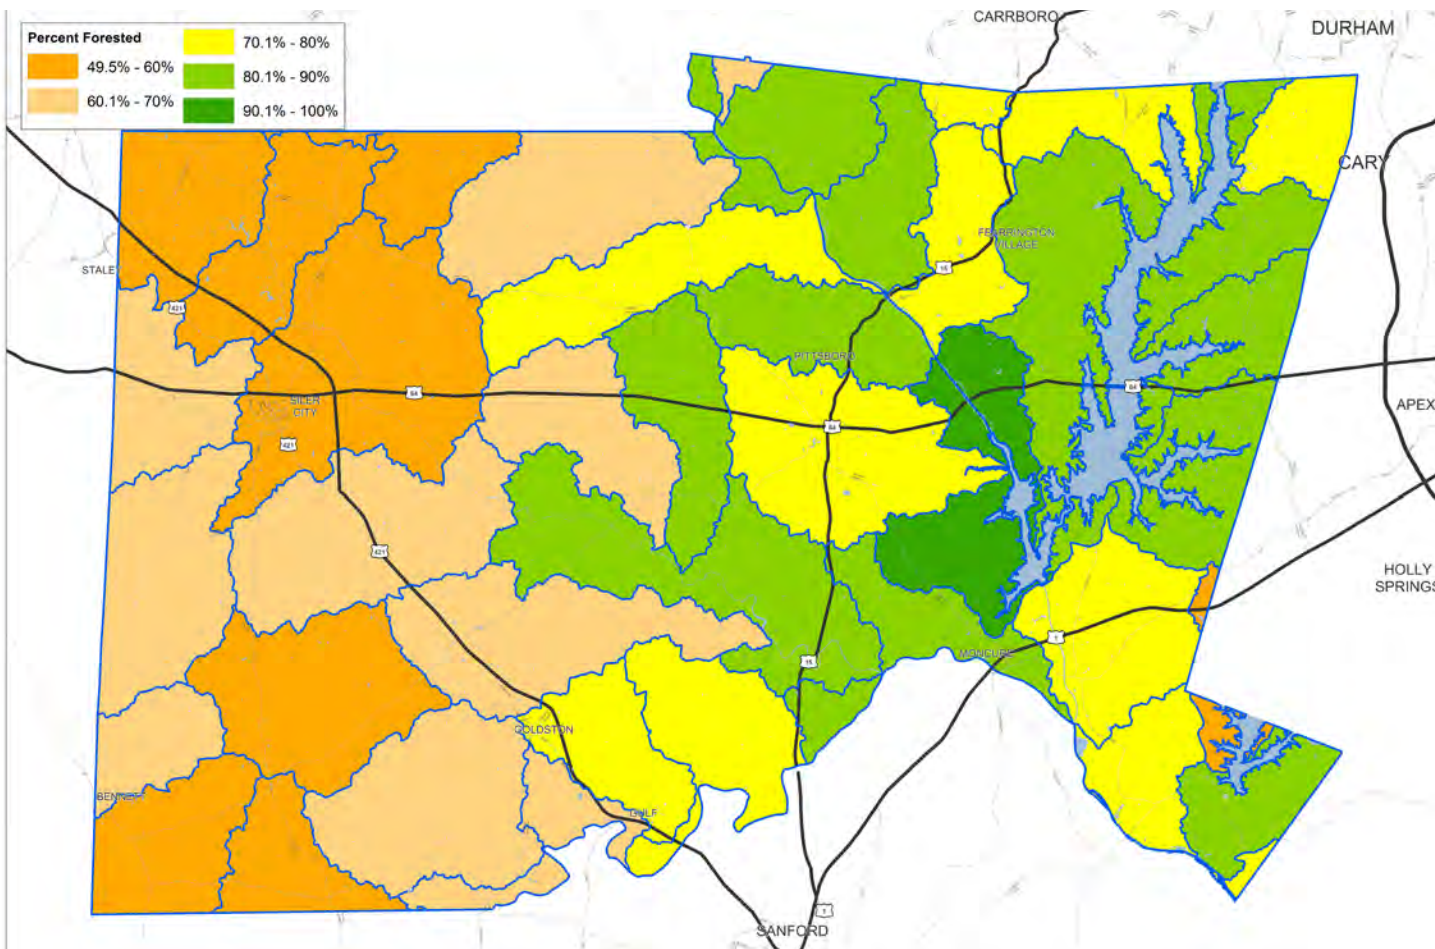 CARRBORO
DURHAM
Percent Forested
49.5% - 60%
60.1% - 70%
70.1% - 80%
80.1% - 90%
90.1% - 100%
CARY
FEARRINGTON
VILLAGE
STALEY
15
421
PITTSBORO
64
64
SILER
CITY
APEX
64
421
421
HOLLY
SPRINGS
1
MONCURE
15
GOLDSTON
BENNETT
GULF
1
SANFORD